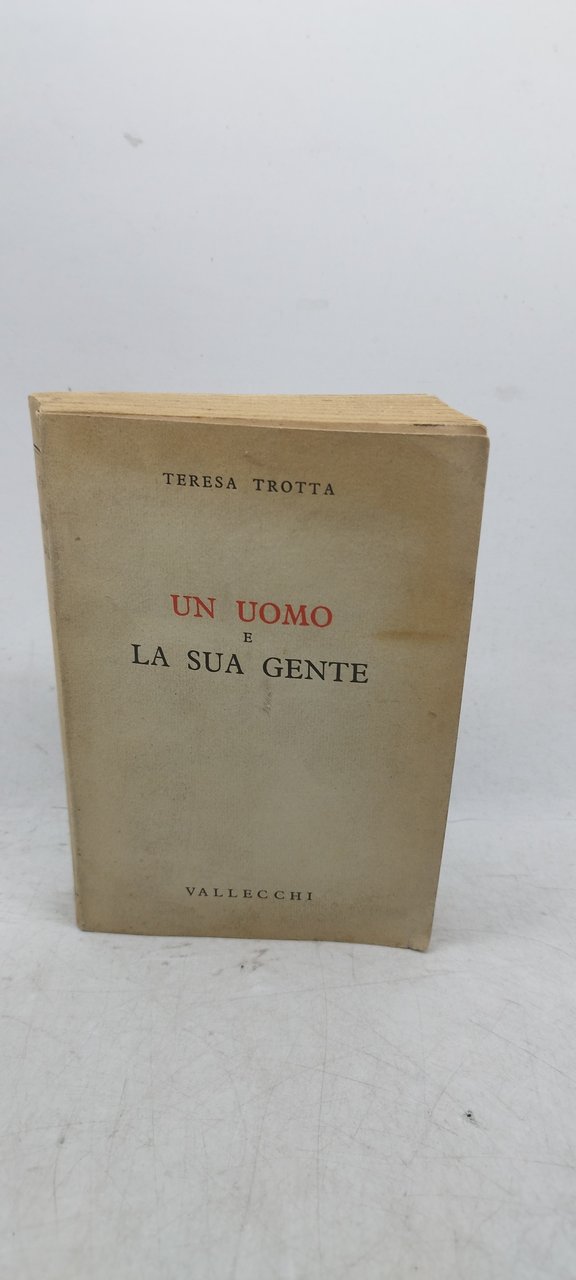 TERESA TROTTA
UN UOMO
E
LA SUA GENTE
VALLECCHI